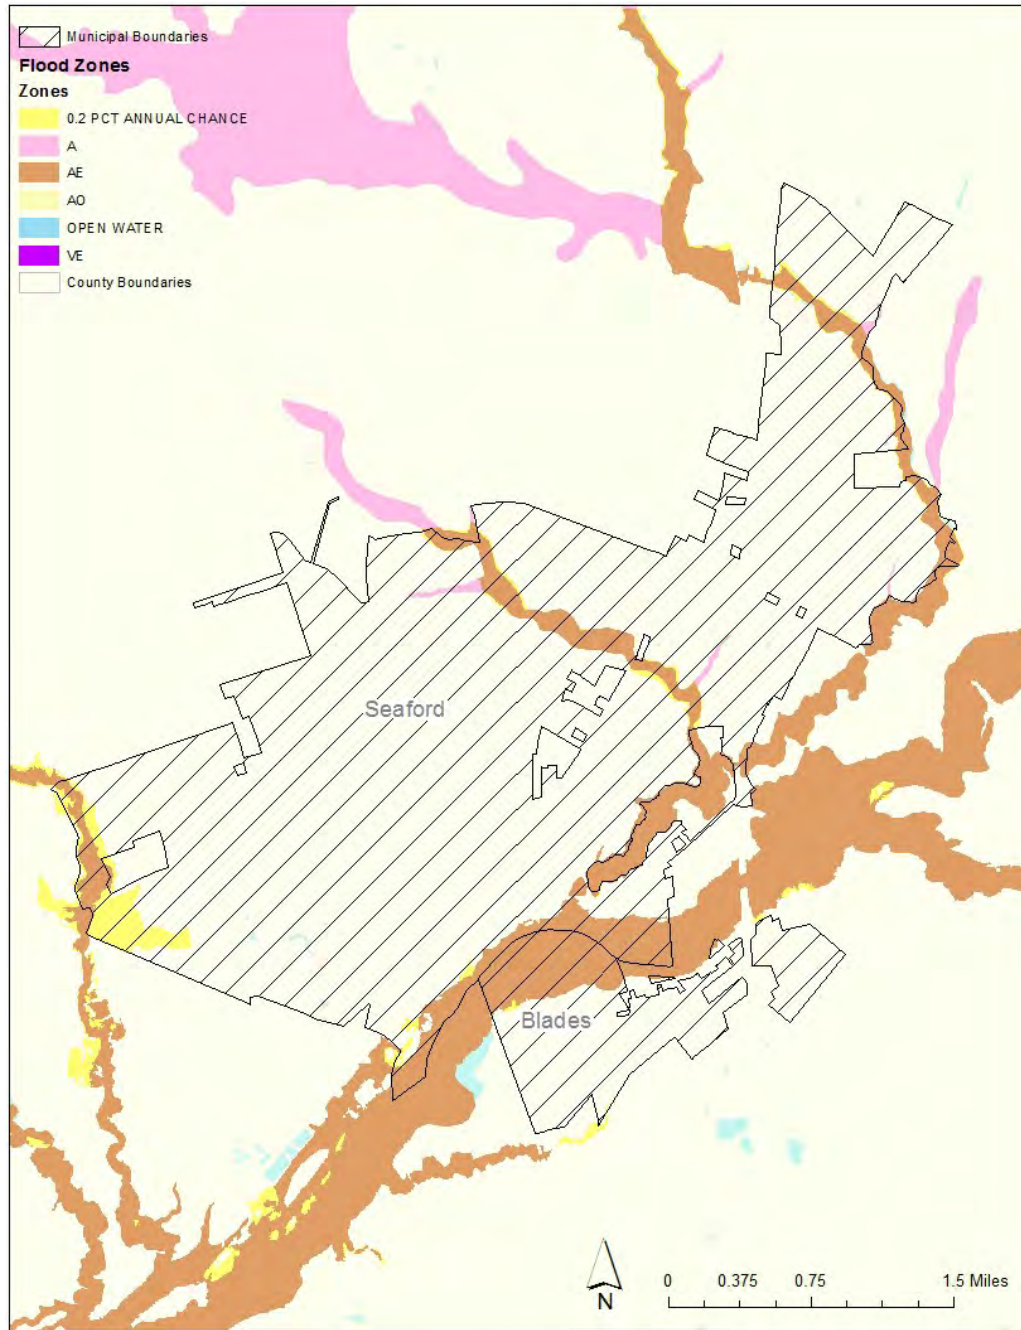 Municipal Boundaries
Flood Zones
Zones
0.2 PCT ANNUAL CHANCE
A
AE
AO
OPEN WATER
VE
County Boundaries
Seaford
Blades
N
0 0.375 0.75 1.5 Miles